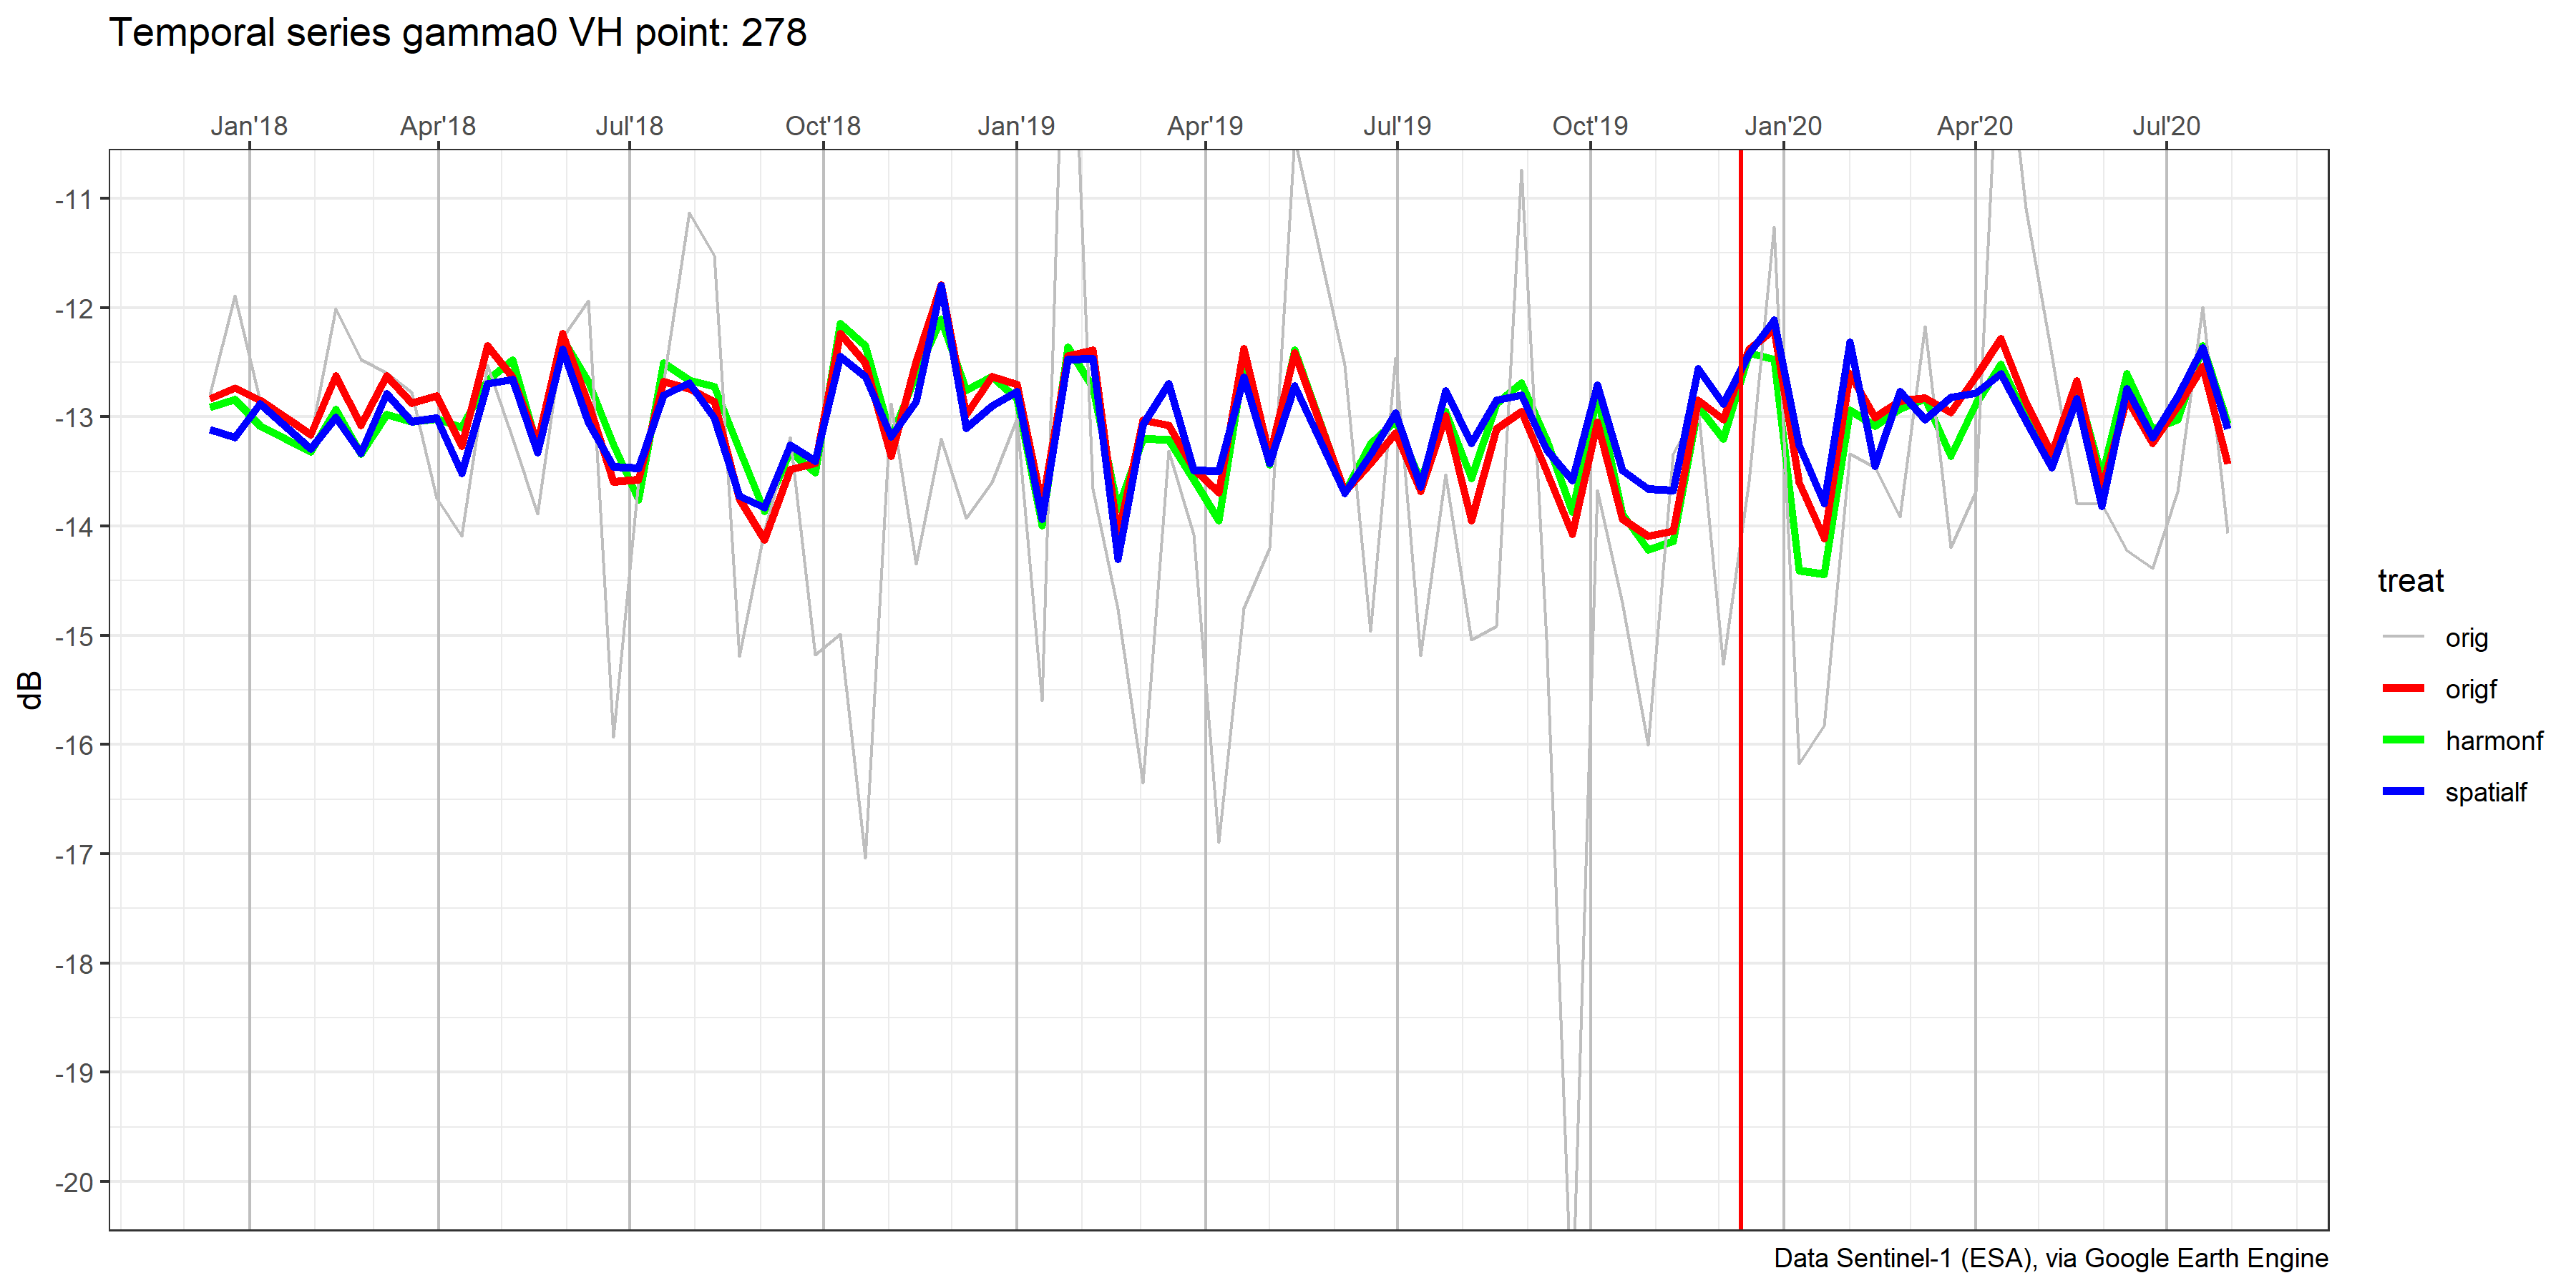 Temporal series gamma0 VH point: 278
Jan'18 Apr'18 Jul'18 Oct'18 Jan'19 Apr'19 Jul'19 Oct'19 Jan'20 Apr'20 Jul'20
-11
-12
-13
-14
-15
-16
-17
-18
-19
-20
dB
treat
orig
origf
harmonf
spatialf
Data Sentinel-1 (ESA), via Google Earth Engine